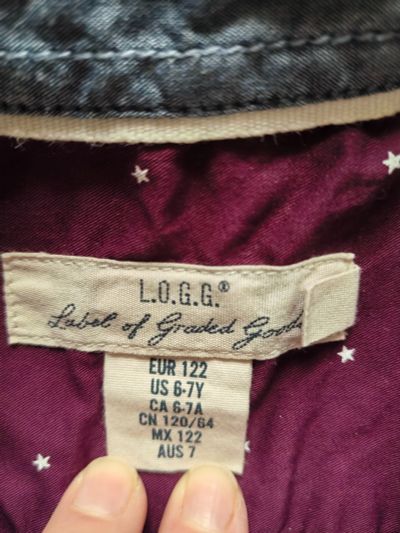 L.O.G.G.®
Label of Graded Goods
EUR 122
US 6-7Y
CA 6-7A
CN 120/64
MX 122
AUS 7